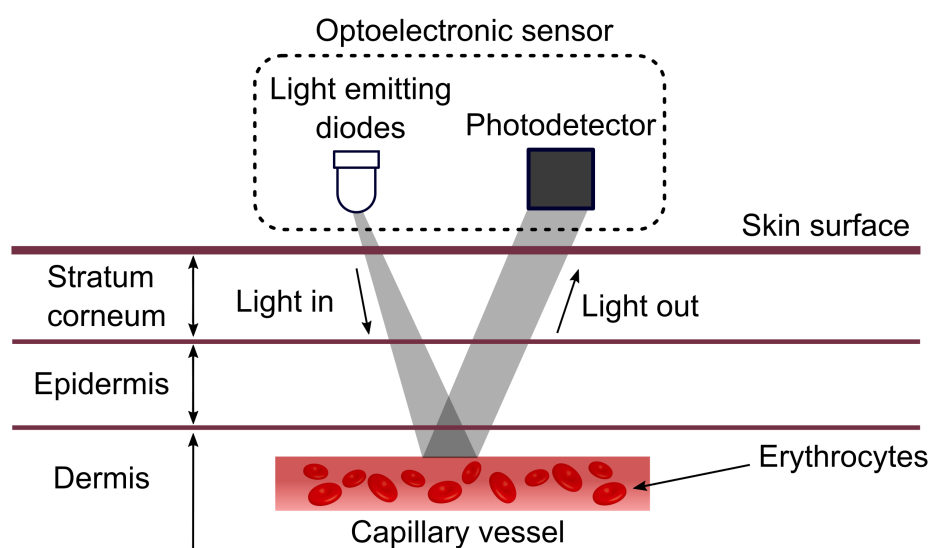 Optoelectronic sensor
Light emitting
diodes
Photodetector
Skin surface
Stratum
corneum
Light in
Light out
Epidermis
Dermis
Erythrocytes
Capillary vessel